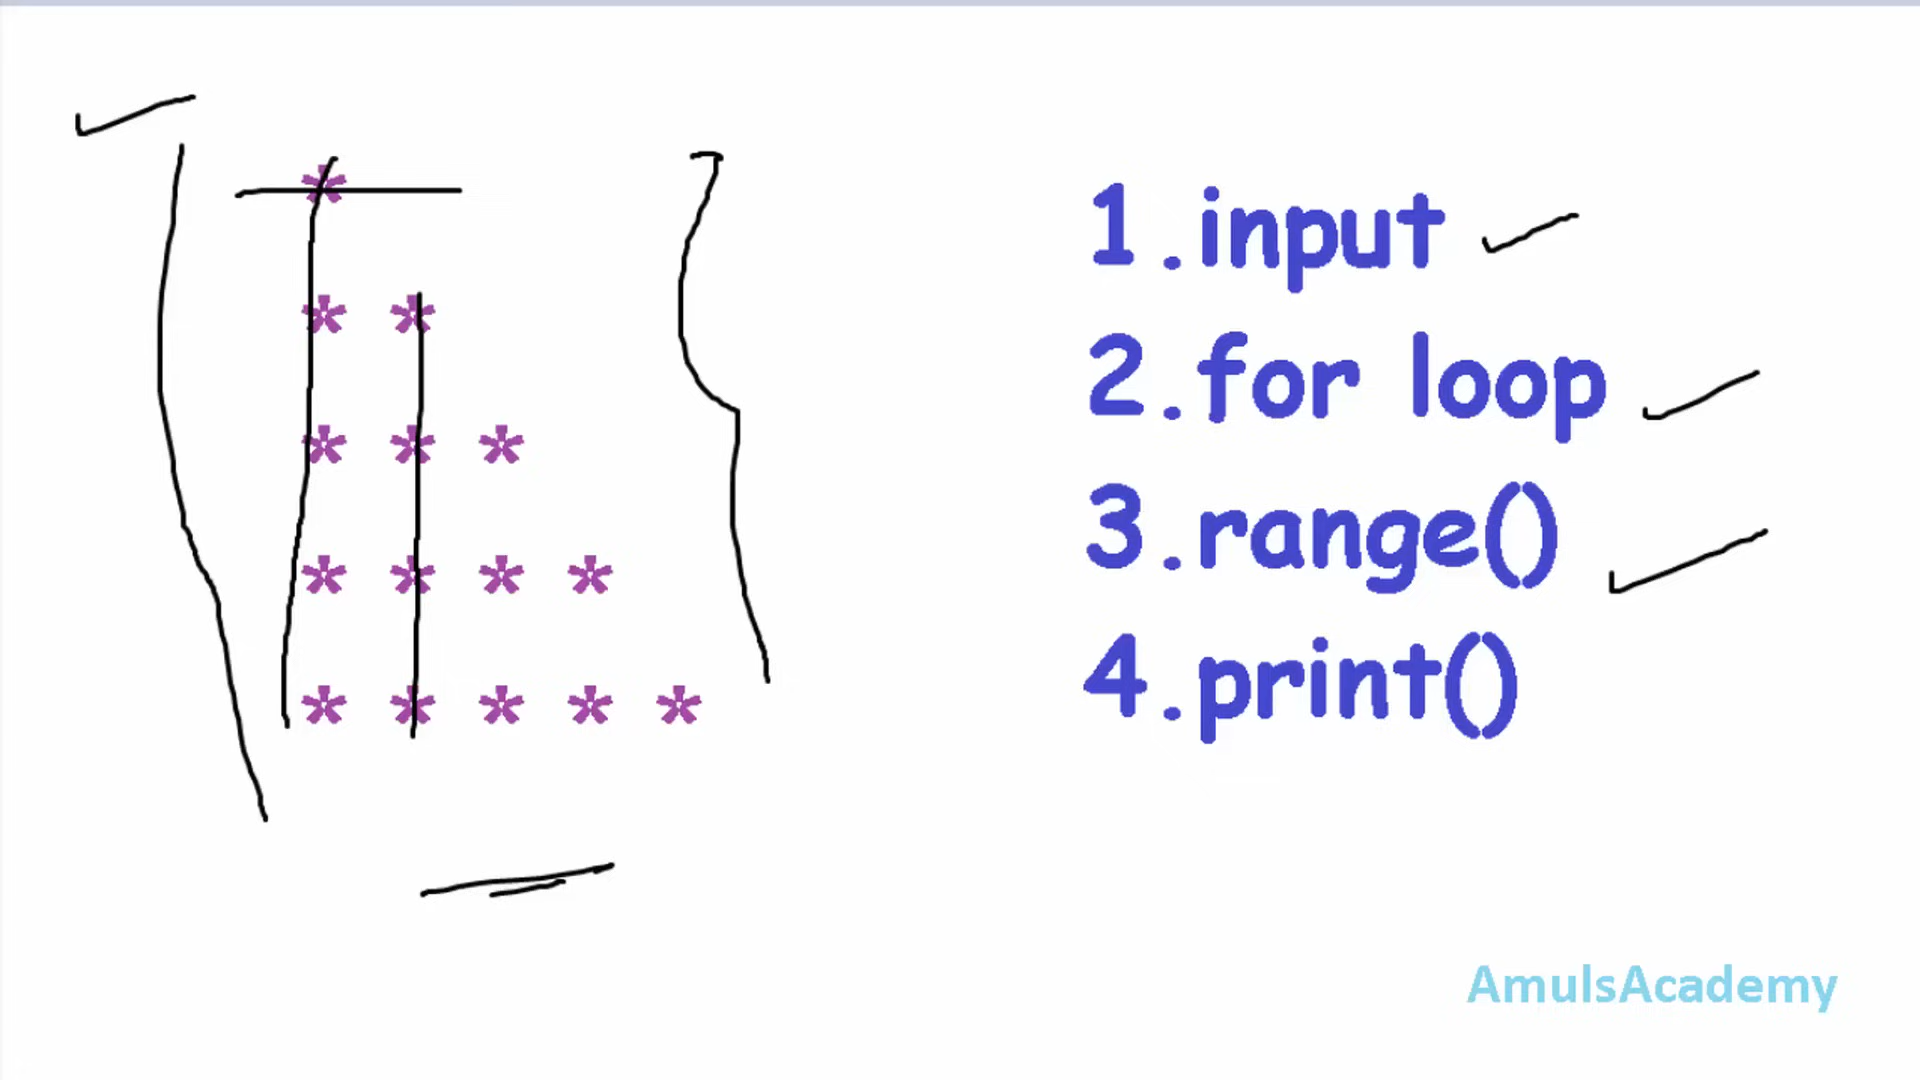 *
* *
* * *
* * * *
* * * * *
1.input
2.for loop
3.range()
4.print()
AmulsAcademy